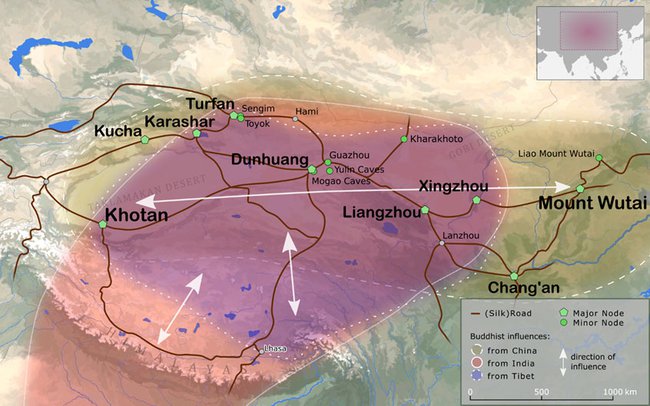 Turfan
Sengim
Toyok
Hami
Karashar
Kucha
Kharakhoto
GOBI DESERT
Dunhuang
Guazhou
Yulin Caves
Mogao Caves
Liao Mount Wutai
TAKLAMAKAN DESERT
Xingzhou
Mount Wutai
Khotan
Liangzhou
Lanzhou
Chang'an
HIMALAYA
Lhasa
(Silk)Road
Major Node
Minor Node
Buddhist influences:
from China
from India
from Tibet
direction of
influence
0 500 1000 km